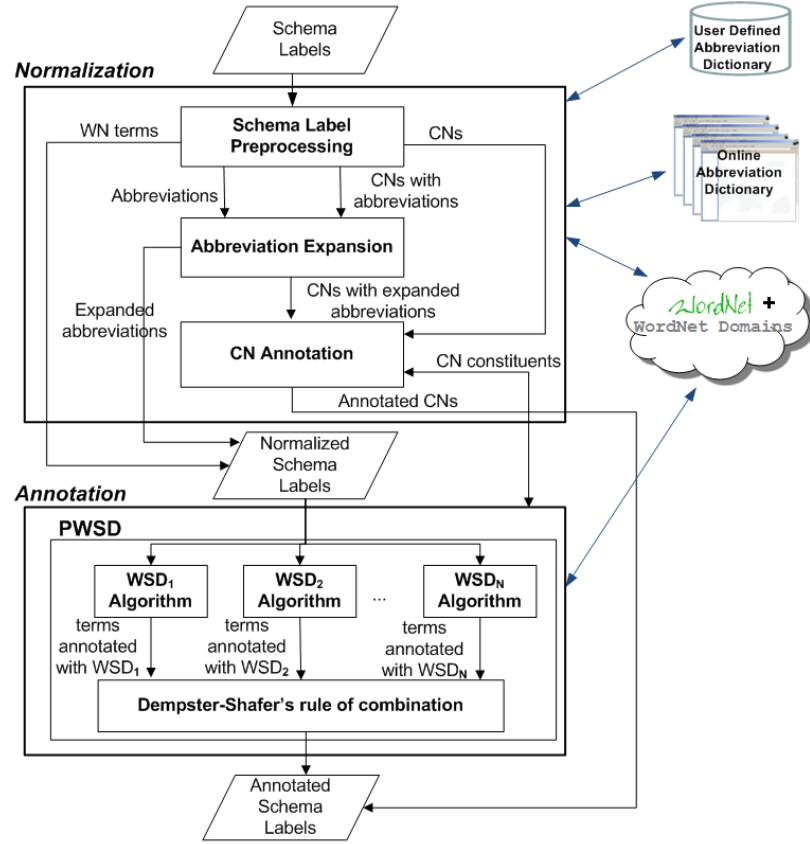 Schema
Labels
User Defined
Abbreviation
Dictionary
Normalization
WN terms
Schema Label
Preprocessing
CNs
Online
Abbreviation
Dictionary
Abbreviations
CNs with
abbreviations
Abbreviation Expansion
Expanded
abbreviations
CNs with expanded
abbreviations
WordNet +
WordNet Domains
CN Annotation
CN constituents
Annotated CNs
Normalized
Schema
Labels
Annotation
PWSD
WSD₁
Algorithm
WSD₂
Algorithm
...
WSD_N
Algorithm
terms
annotated
with WSD₁
terms
annotated
with WSD₂
terms
annotated
with WSD_N
Dempster-Shafer's rule of combination
Annotated
Schema
Labels